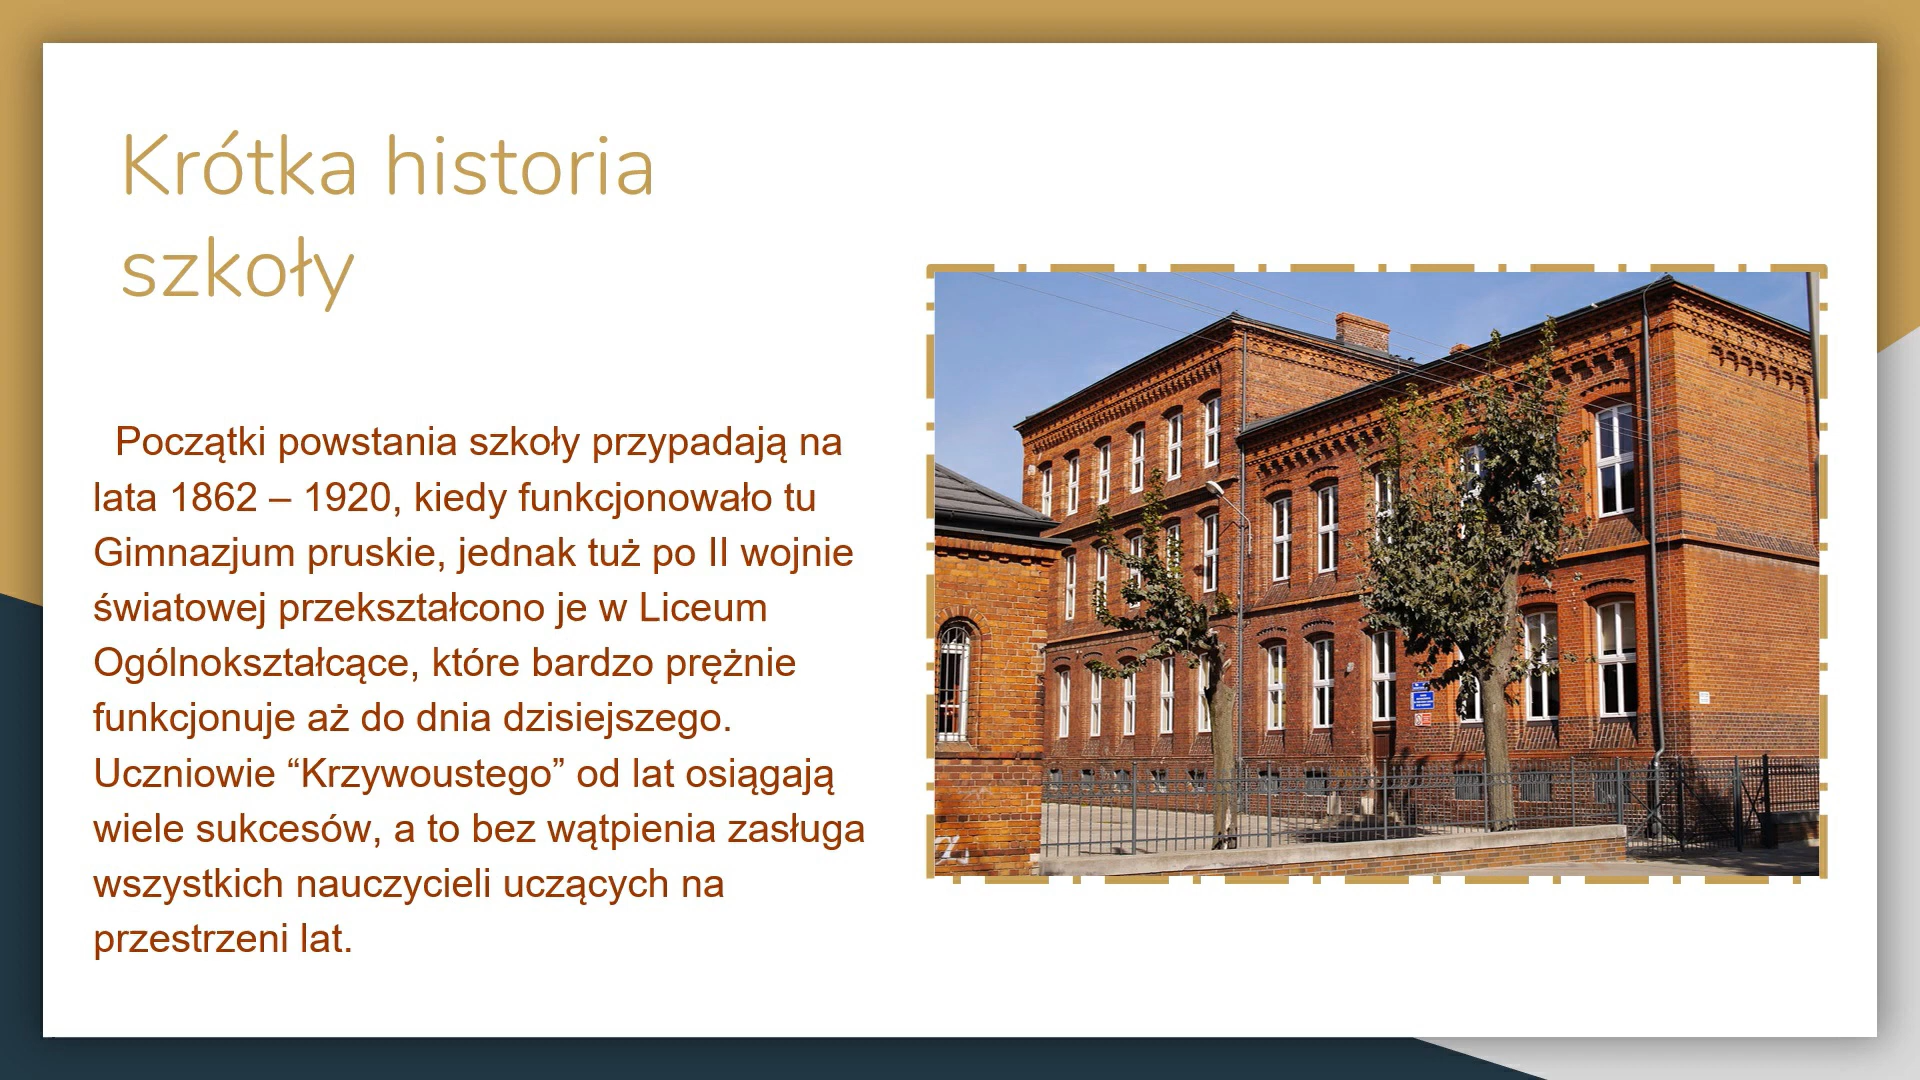 Krótka historia
szkoły
Początki powstania szkoły przypadają na
lata 1862 – 1920, kiedy funkcjonowało tu
Gimnazjum pruskie, jednak tuż po II wojnie
światowej przekształcono je w Liceum
Ogólnokształcące, które bardzo prężnie
funkcjonuje aż do dnia dzisiejszego.
Uczniowie “Krzywoustego” od lat osiągają
wiele sukcesów, a to bez wątpienia zasługa
wszystkich nauczycieli uczących na
przestrzeni lat.